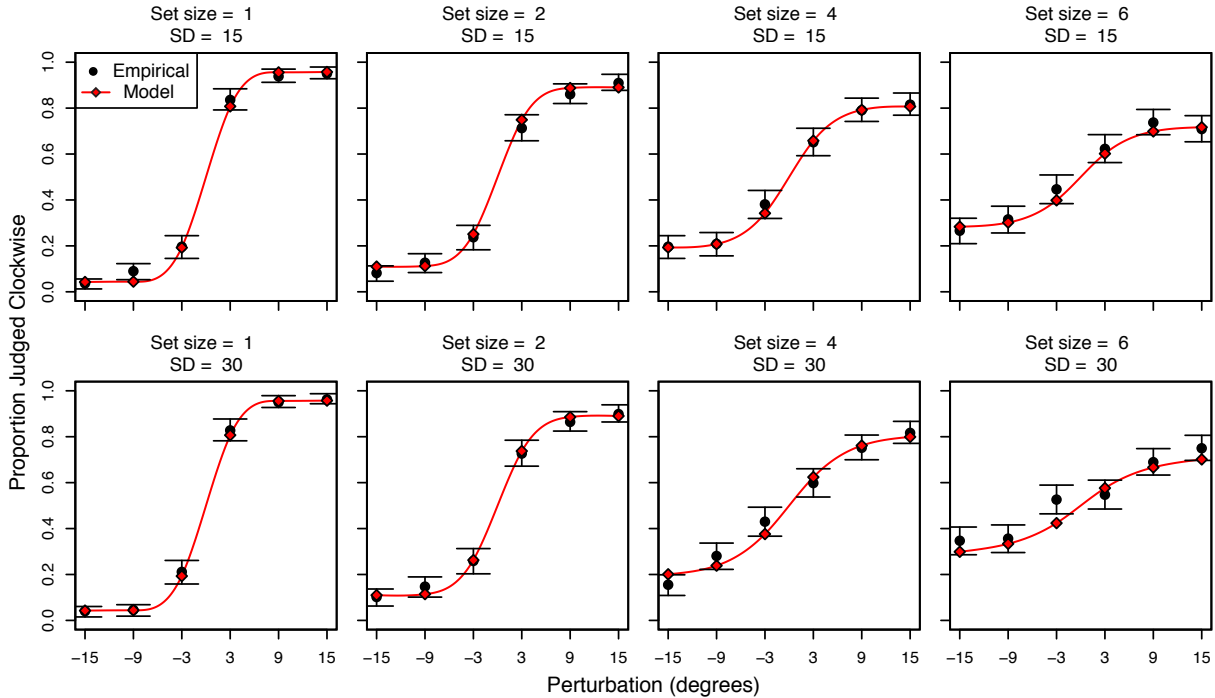 Set size = 1
SD = 15
Set size = 2
SD = 15
Set size = 4
SD = 15
Set size = 6
SD = 15
Empirical
Model
1.0
0.8
0.6
0.4
0.2
0.0
Proportion Judged Clockwise
Set size = 1
SD = 30
Set size = 2
SD = 30
Set size = 4
SD = 30
Set size = 6
SD = 30
1.0
0.8
0.6
0.4
0.2
0.0
−15 −9 −3 3 9 15
−15 −9 −3 3 9 15
−15 −9 −3 3 9 15
−15 −9 −3 3 9 15
Perturbation (degrees)